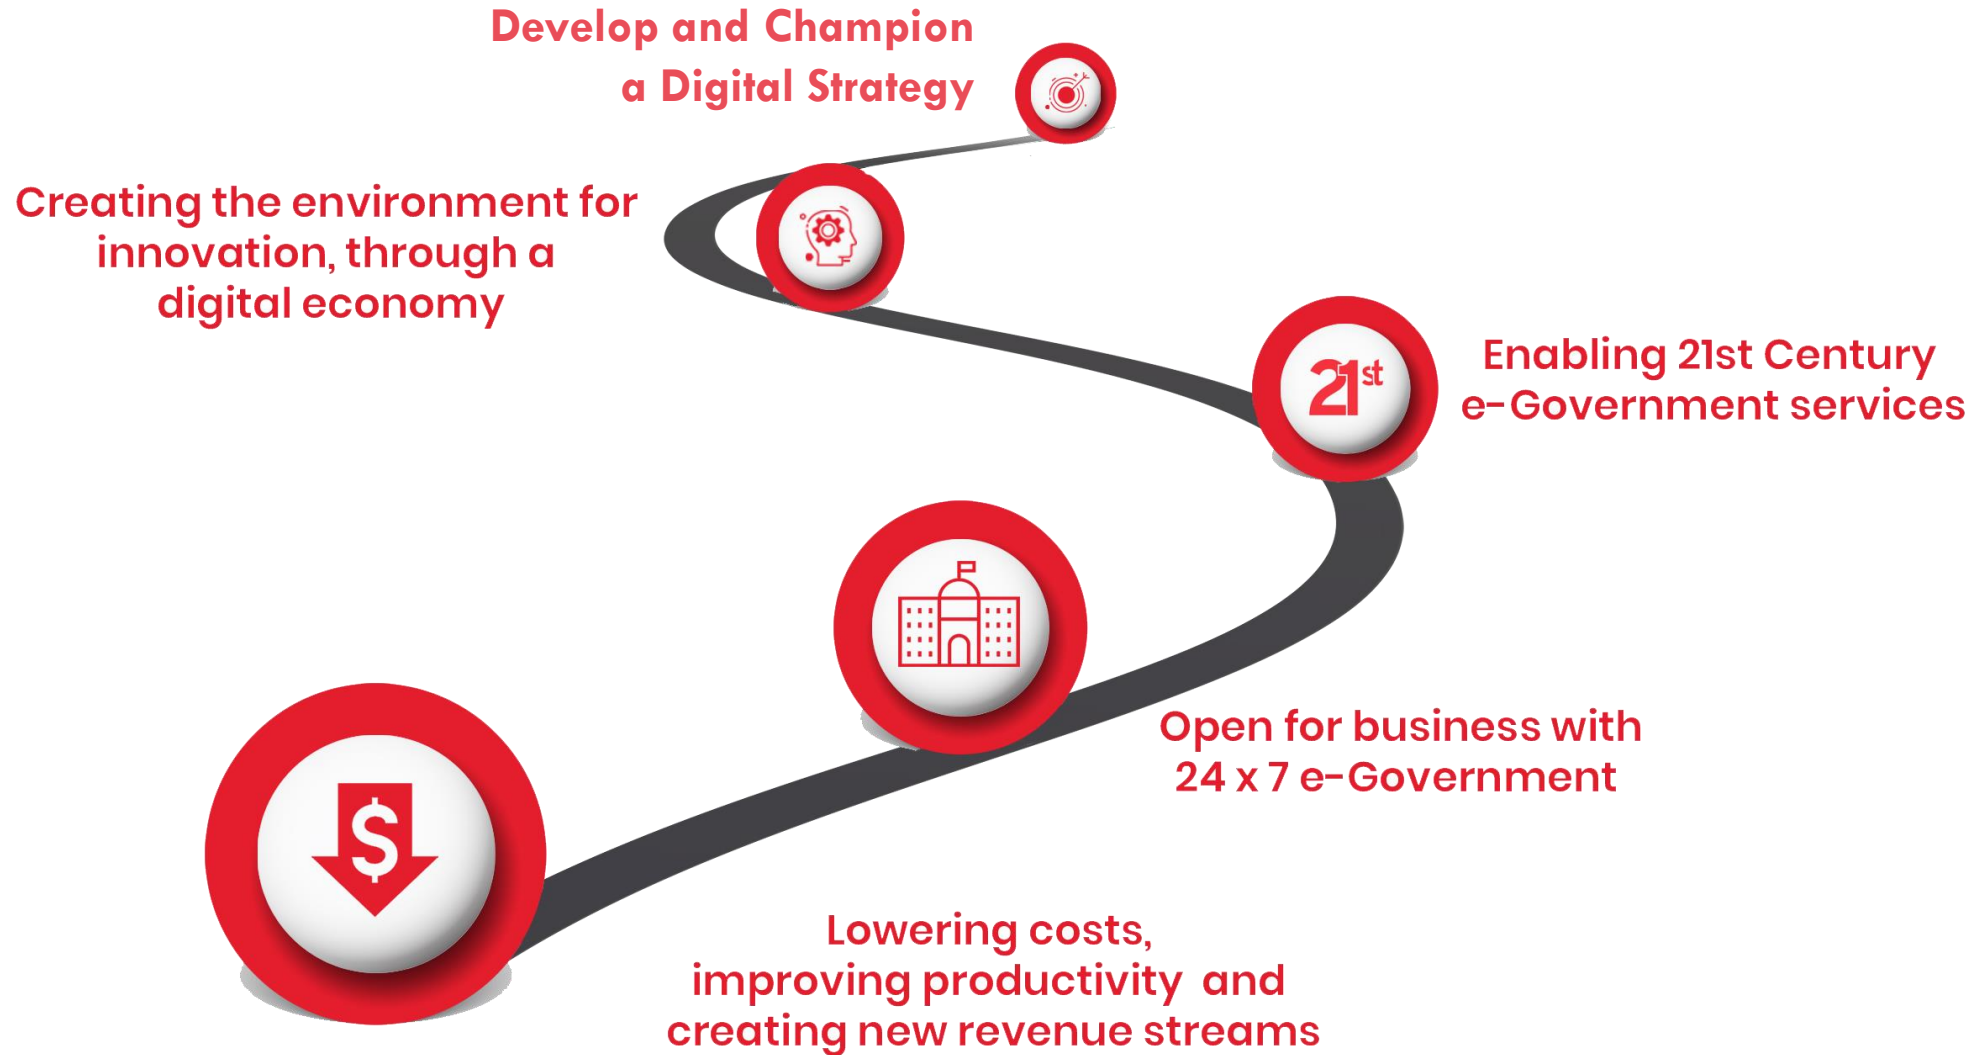 Develop and Champion
a Digital Strategy
Creating the environment for
innovation, through a
digital economy
21st
Enabling 21st Century
e-Government services
Open for business with
24 x 7 e-Government
$
Lowering costs,
improving productivity and
creating new revenue streams